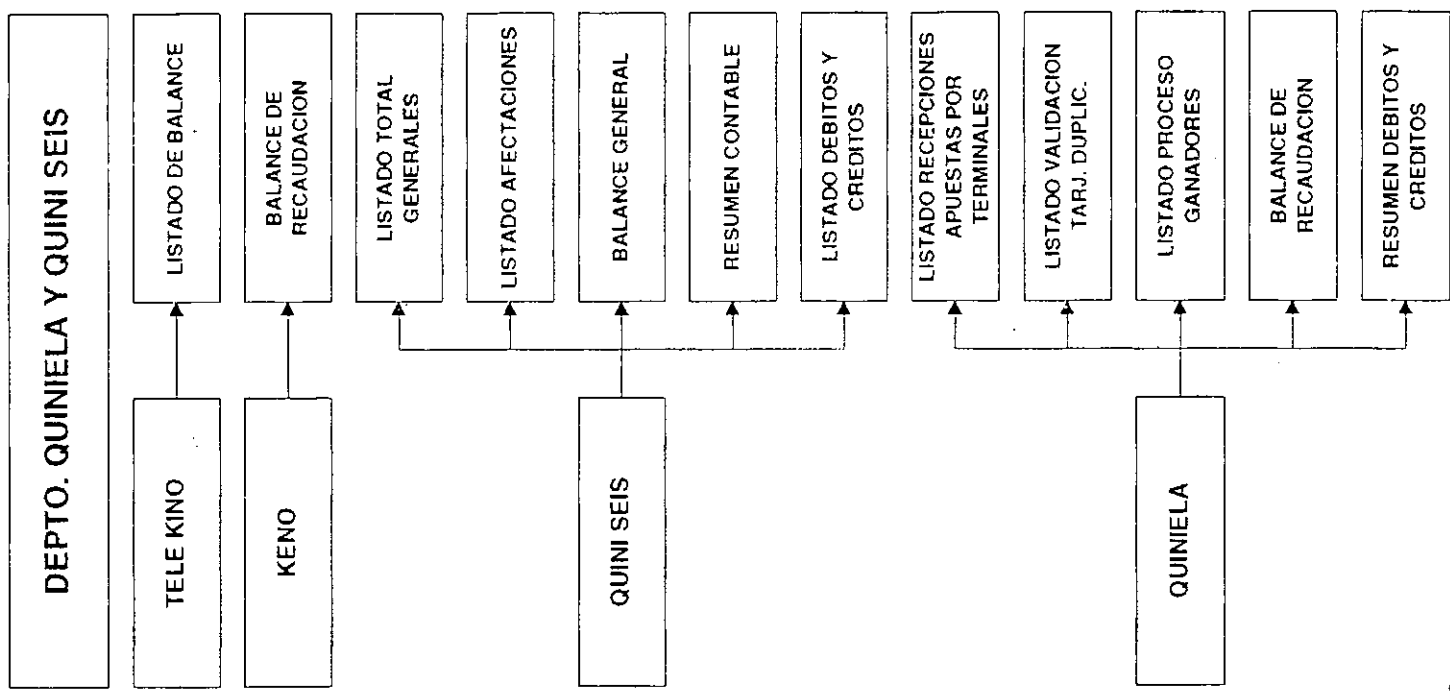 DEPTO. QUINIELA Y QUINI SEIS
TELE KINO
LISTADO DE BALANCE
KENO
BALANCE DE
RECAUDACION
QUINI SEIS
LISTADO TOTAL
GENERALES
LISTADO AFECTACIONES
BALANCE GENERAL
RESUMEN CONTABLE
LISTADO DEBITOS Y
CREDITOS
QUINIELA
LISTADO RECEPCIONES
APUESTAS POR
TERMINALES
LISTADO VALIDACION
TARJ. DUPLIC.
LISTADO PROCESO
GANADORES
BALANCE DE
RECAUDACION
RESUMEN DEBITOS Y
CREDITOS